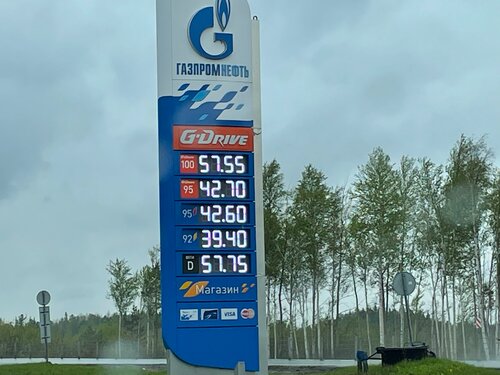 ГАЗПРОМНЕФТЬ
G-DRIVE
100 57.55
95 42.70
95 42.60
92 39.40
D 57.75
Магазин
VISA